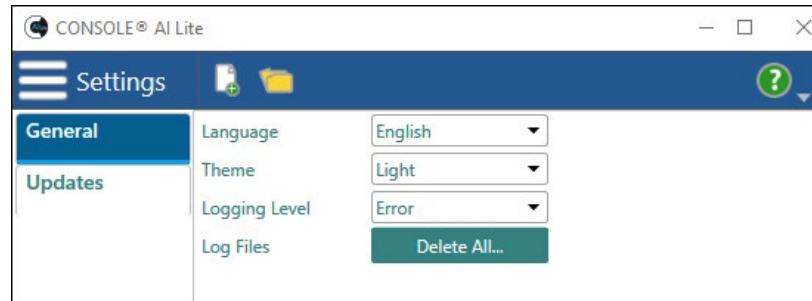 CONSOLE® AI Lite
Settings
?
General
Updates
Language English
Theme Light
Logging Level Error
Log Files Delete All...